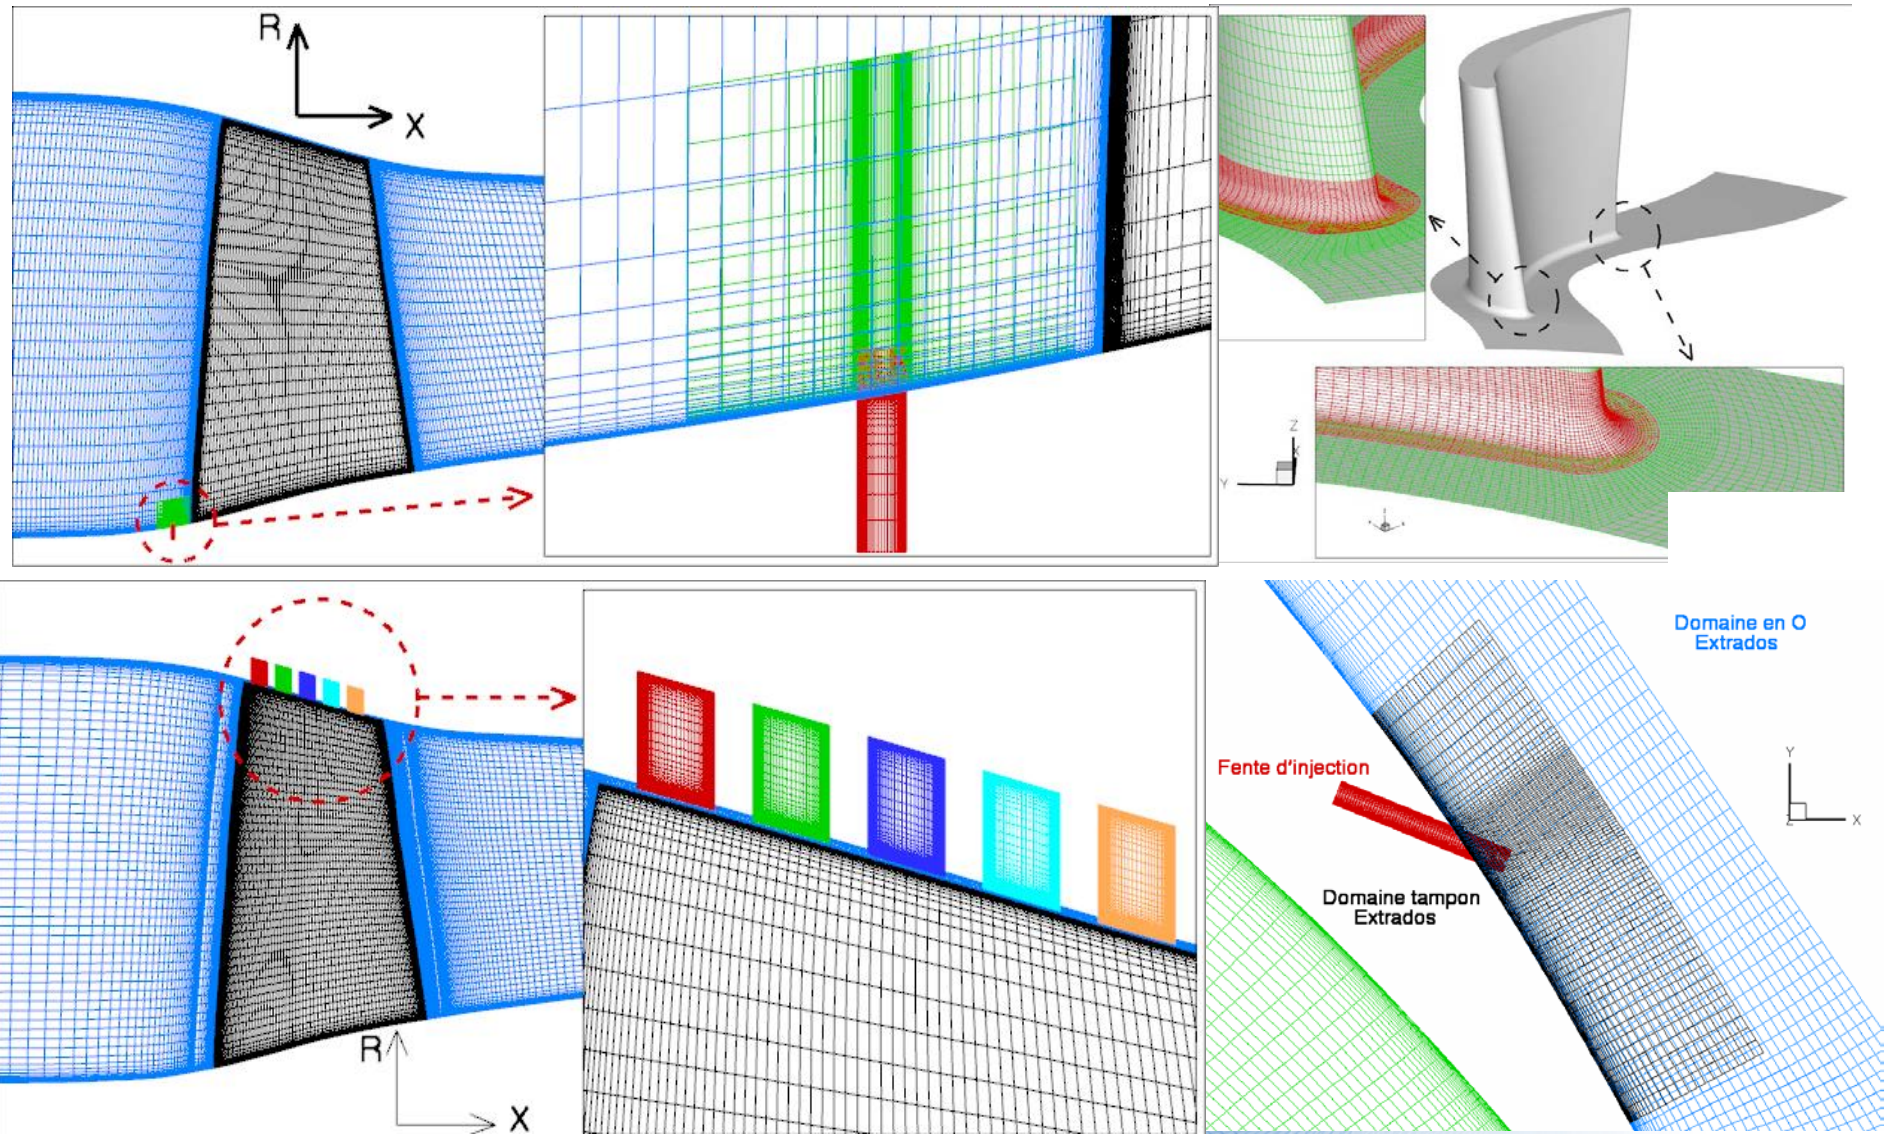 R
X
Z
X
Y
Domaine en O
Extrados
Fente d'injection
Y
Z
X
Domaine tampon
Extrados
R
X